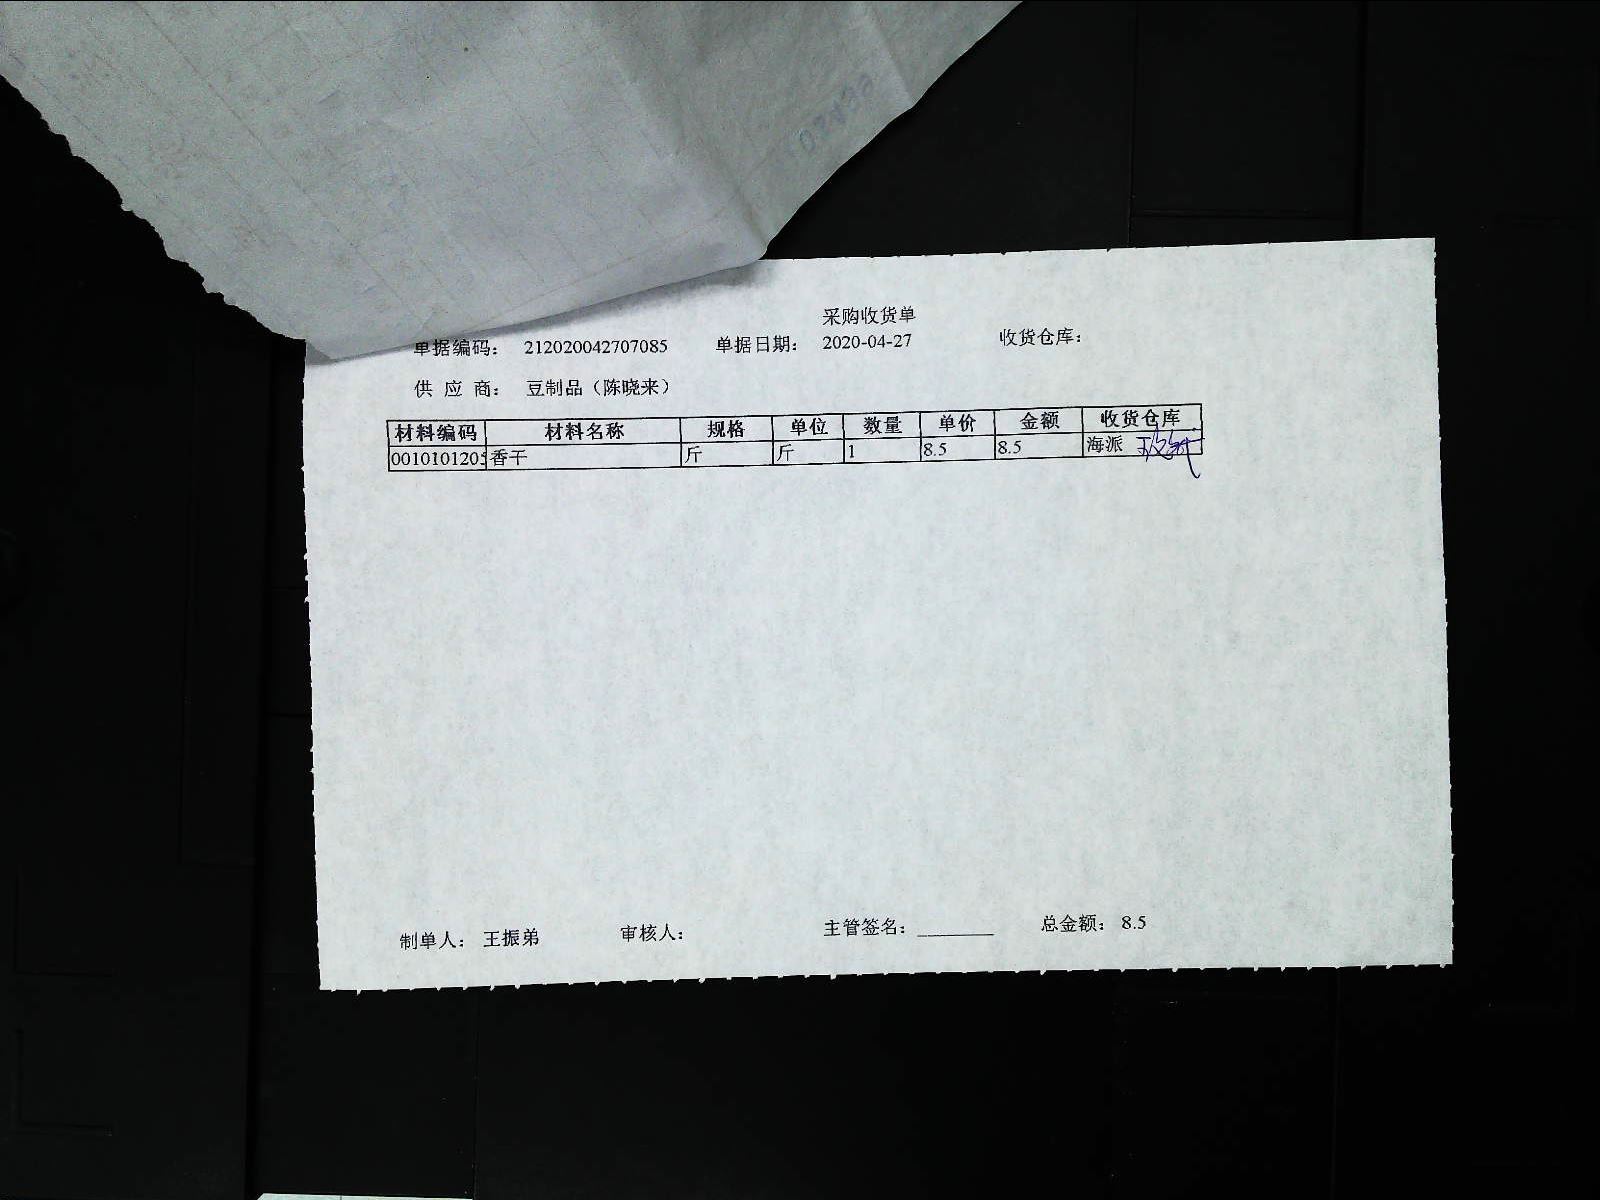 采购收货单
单据编码： 212020042707085 单据日期： 2020-04-27 收货仓库：
供 应 商： 豆制品（陈晓来）
材料编码 材料名称 规格 单位 数量 单价 金额 收货仓库
0010101205 香干 斤 斤 1 8.5 8.5 海派
制单人： 王振弟 审核人： 主管签名： ________ 总金额： 8.5